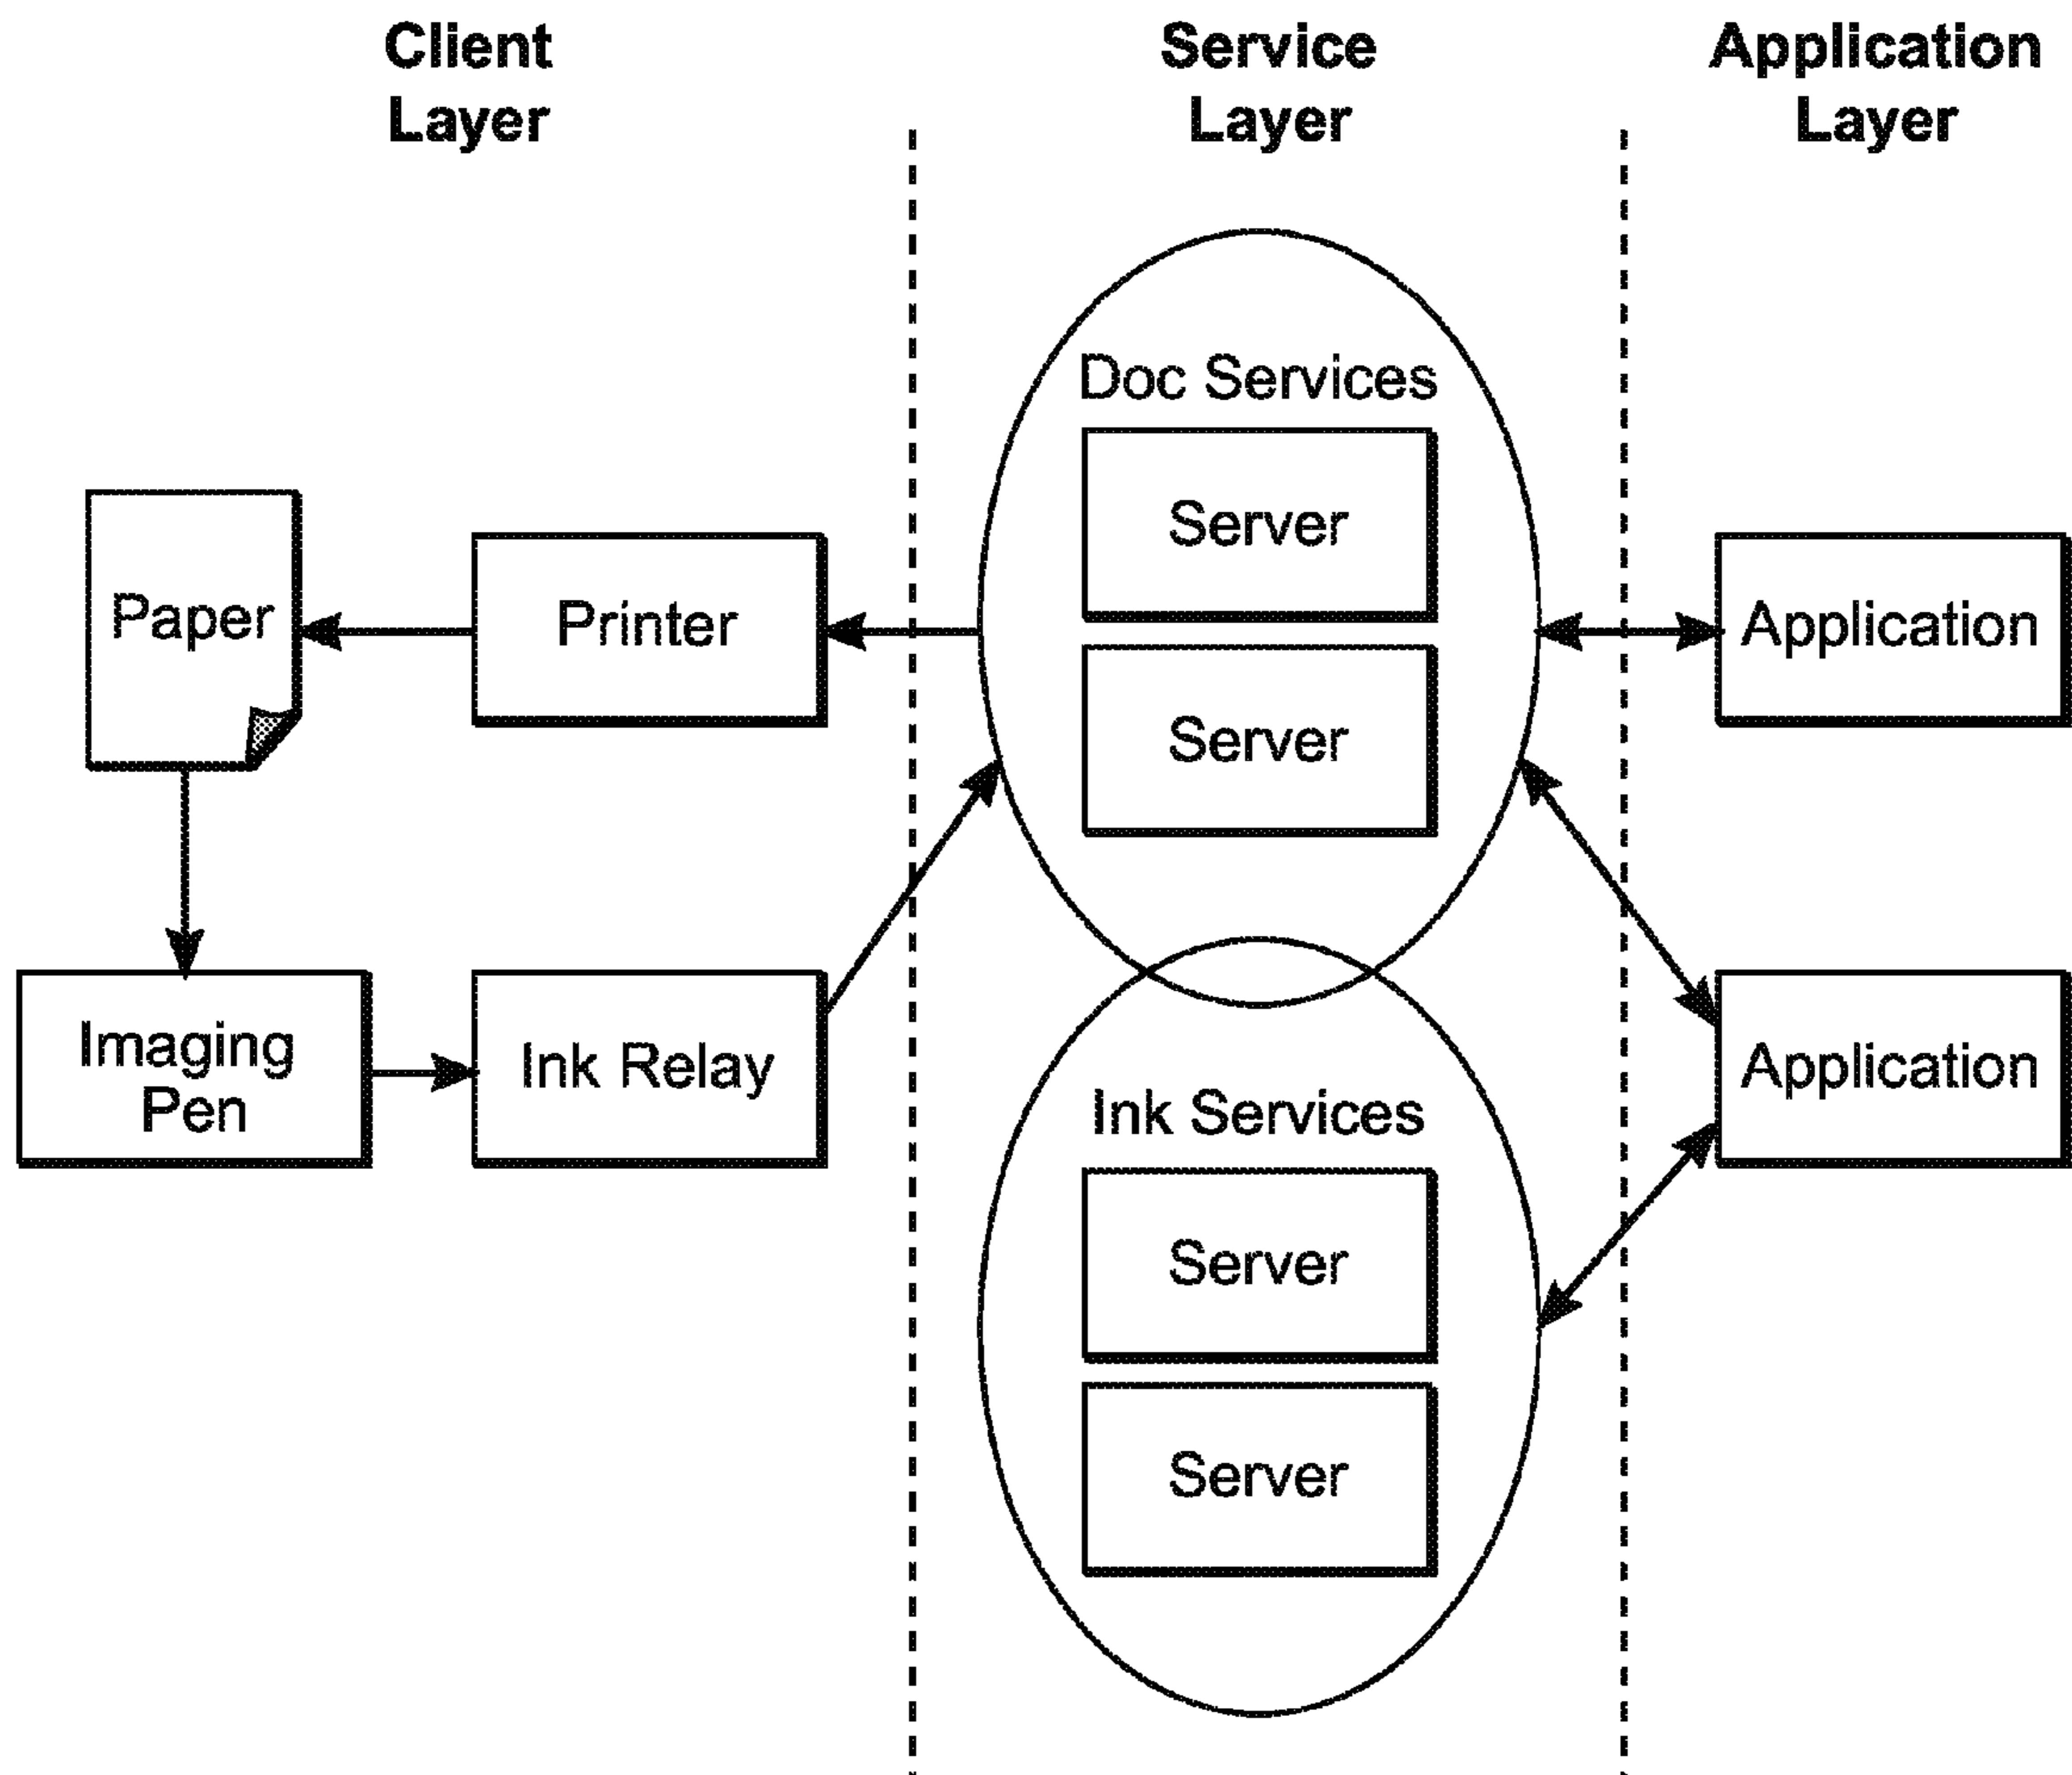 Client
Layer
Service
Layer
Application
Layer
Doc Services
Server
Server
Paper
Printer
Application
Imaging
Pen
Ink Relay
Application
Ink Services
Server
Server